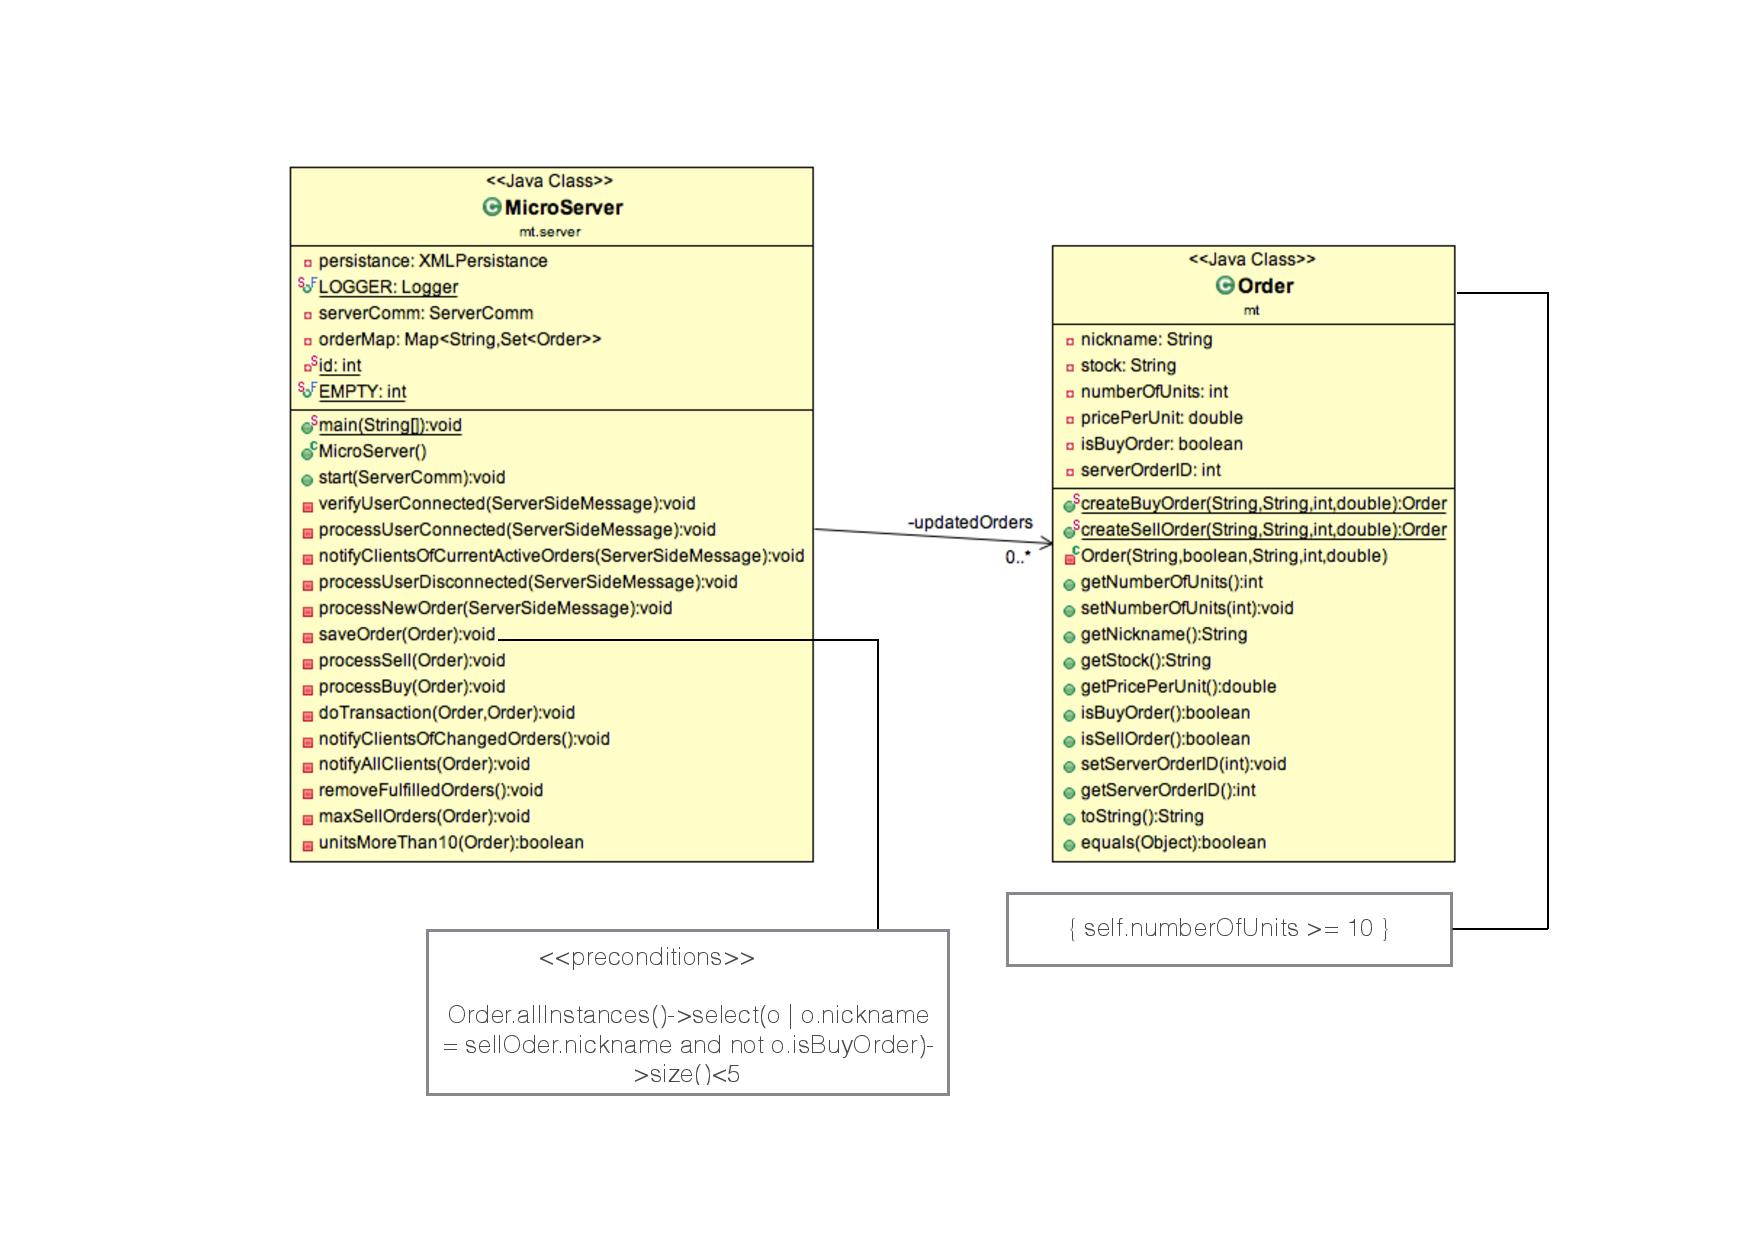 <<Java Class>>
MicroServer
mt.server
persistance: XMLPersistance
LOGGER: Logger
serverComm: ServerComm
orderMap: Map<String,Set<Order>>
id: int
EMPTY: int
main(String[]):void
MicroServer()
start(ServerComm):void
verifyUserConnected(ServerSideMessage):void
processUserConnected(ServerSideMessage):void
notifyClientsOfCurrentActiveOrders(ServerSideMessage):void
processUserDisconnected(ServerSideMessage):void
processNewOrder(ServerSideMessage):void
saveOrder(Order):void
processSell(Order):void
processBuy(Order):void
doTransaction(Order,Order):void
notifyClientsOfChangedOrders():void
notifyAllClients(Order):void
removeFulfilledOrders():void
maxSellOrders(Order):void
unitsMoreThan10(Order):boolean
-updatedOrders
0..*
<<Java Class>>
Order
mt
nickname: String
stock: String
numberOfUnits: int
pricePerUnit: double
isBuyOrder: boolean
serverOrderID: int
createBuyOrder(String,String,int,double):Order
createSellOrder(String,String,int,double):Order
Order(String,boolean,String,int,double)
getNumberOfUnits():int
setNumberOfUnits(int):void
getNickname():String
getStock():String
getPricePerUnit():double
isBuyOrder():boolean
isSellOrder():boolean
setServerOrderID(int):void
getServerOrderID():int
toString():String
equals(Object):boolean
<<preconditions>>
Order.allInstances()->select(o | o.nickname
= sellOder.nickname and not o.isBuyOrder)-
>size()<5
{ self.numberOfUnits >= 10 }